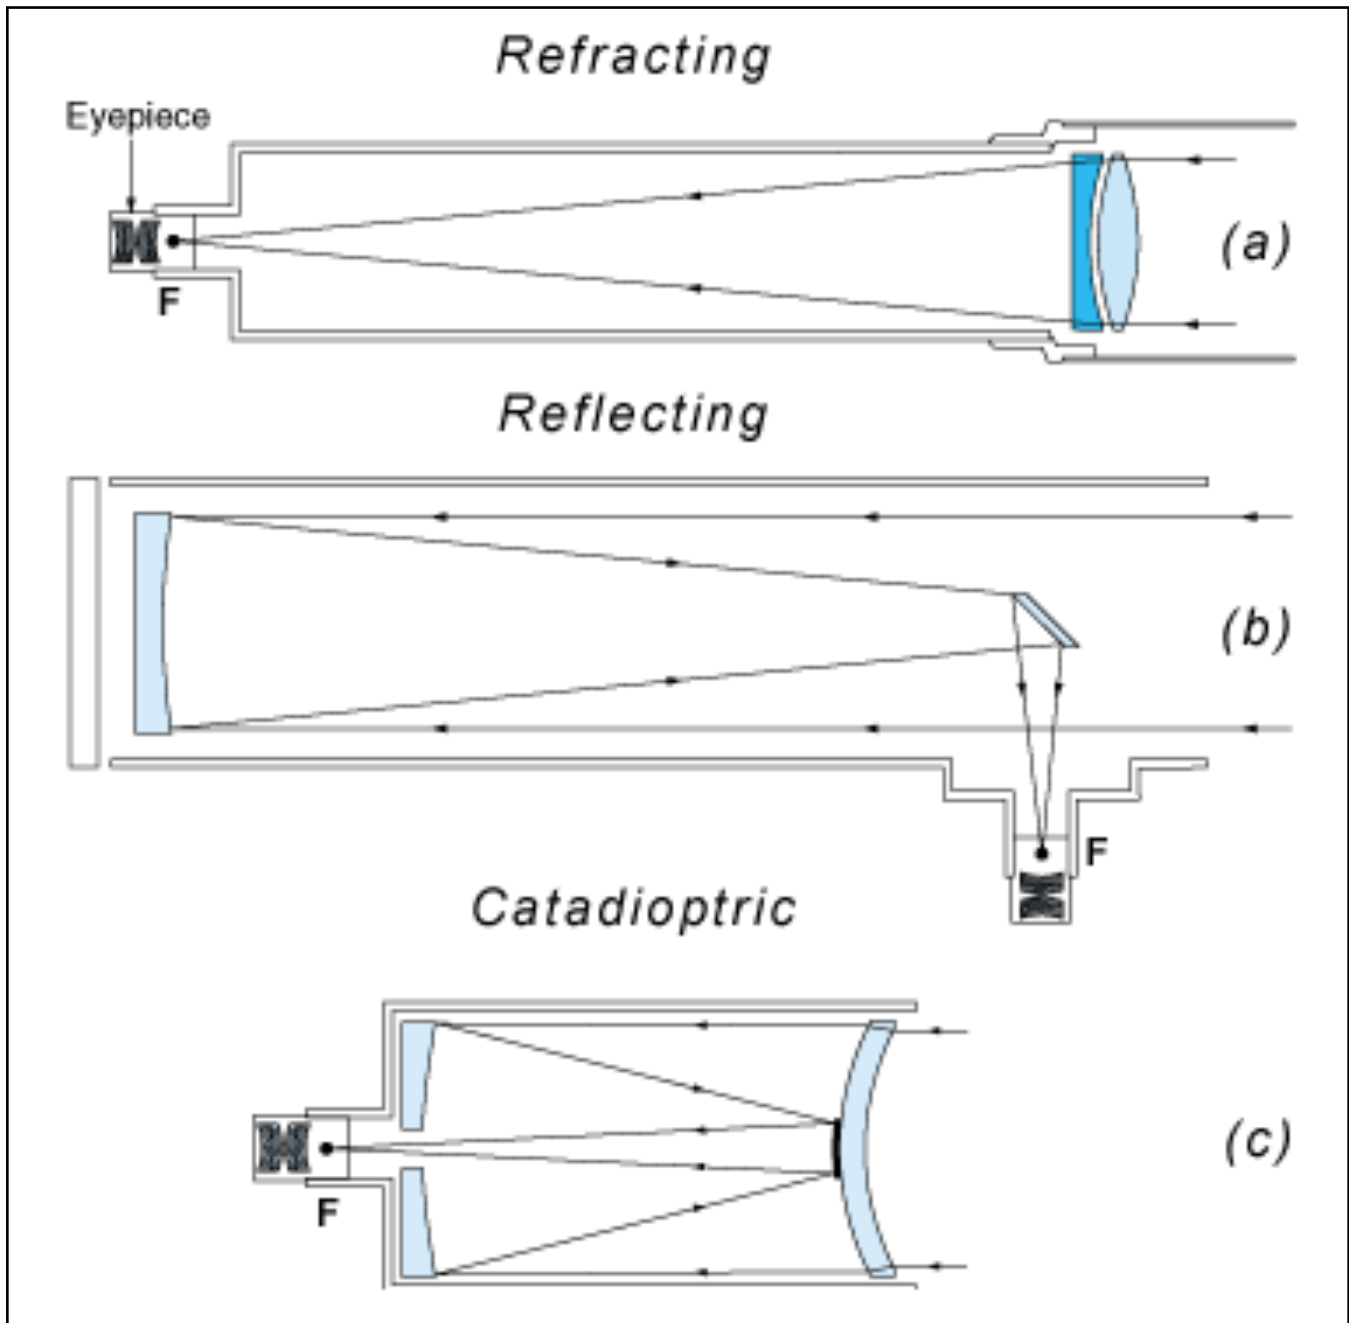 Refracting
Eyepiece
(a)
F
Reflecting
(b)
F
Catadioptric
(c)
F